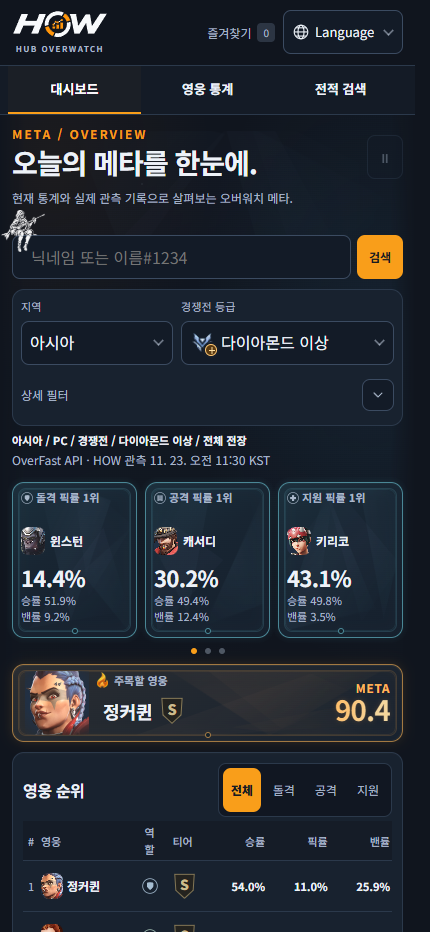 HOW
HUB OVERWATCH
즐겨찾기 0
Language
대시보드 영웅 통계 전적 검색
META / OVERVIEW
오늘의 메타를 한눈에.
현재 통계와 실제 관측 기록으로 살펴보는 오버워치 메타.
닉네임 또는 이름#1234 검색
지역 경쟁전 등급
아시아 다이아몬드 이상
상세 필터
아시아 / PC / 경쟁전 / 다이아몬드 이상 / 전체 전장
OverFast API · HOW 관측 11. 23. 오전 11:30 KST
돌격 픽률 1위
윈스턴
14.4%
승률 51.9%
밴률 9.2%
공격 픽률 1위
캐서디
30.2%
승률 49.4%
밴률 12.4%
지원 픽률 1위
키리코
43.1%
승률 49.8%
밴률 3.5%
주목할 영웅
정커퀸 S
META
90.4
영웅 순위
전체 돌격 공격 지원
# 영웅 역할 티어 승률 픽률 밴률
1 정커퀸 S 54.0% 11.0% 25.9%